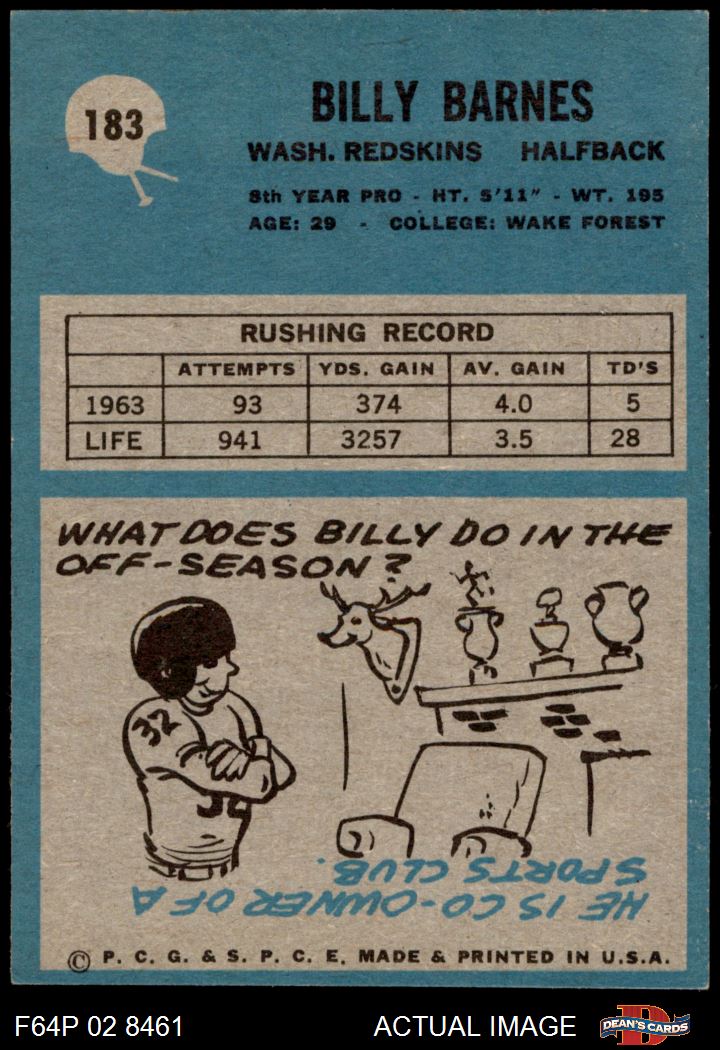 183
BILLY BARNES
WASH. REDSKINS HALFBACK
8th YEAR PRO - HT. 5'11" - WT. 195
AGE: 29 - COLLEGE: WAKE FOREST
RUSHING RECORD
ATTEMPTS YDS. GAIN AV. GAIN TD'S
1963 93 374 4.0 5
LIFE 941 3257 3.5 28
WHAT DOES BILLY DO IN THE
OFF-SEASON?
32
32
HE IS CO-OWNER OF A
SPORTS CLUB.
© P. C. G. & S. P. C. E. MADE & PRINTED IN U.S.A.
F64P 02 8461 ACTUAL IMAGE D DEAN'S CARDS